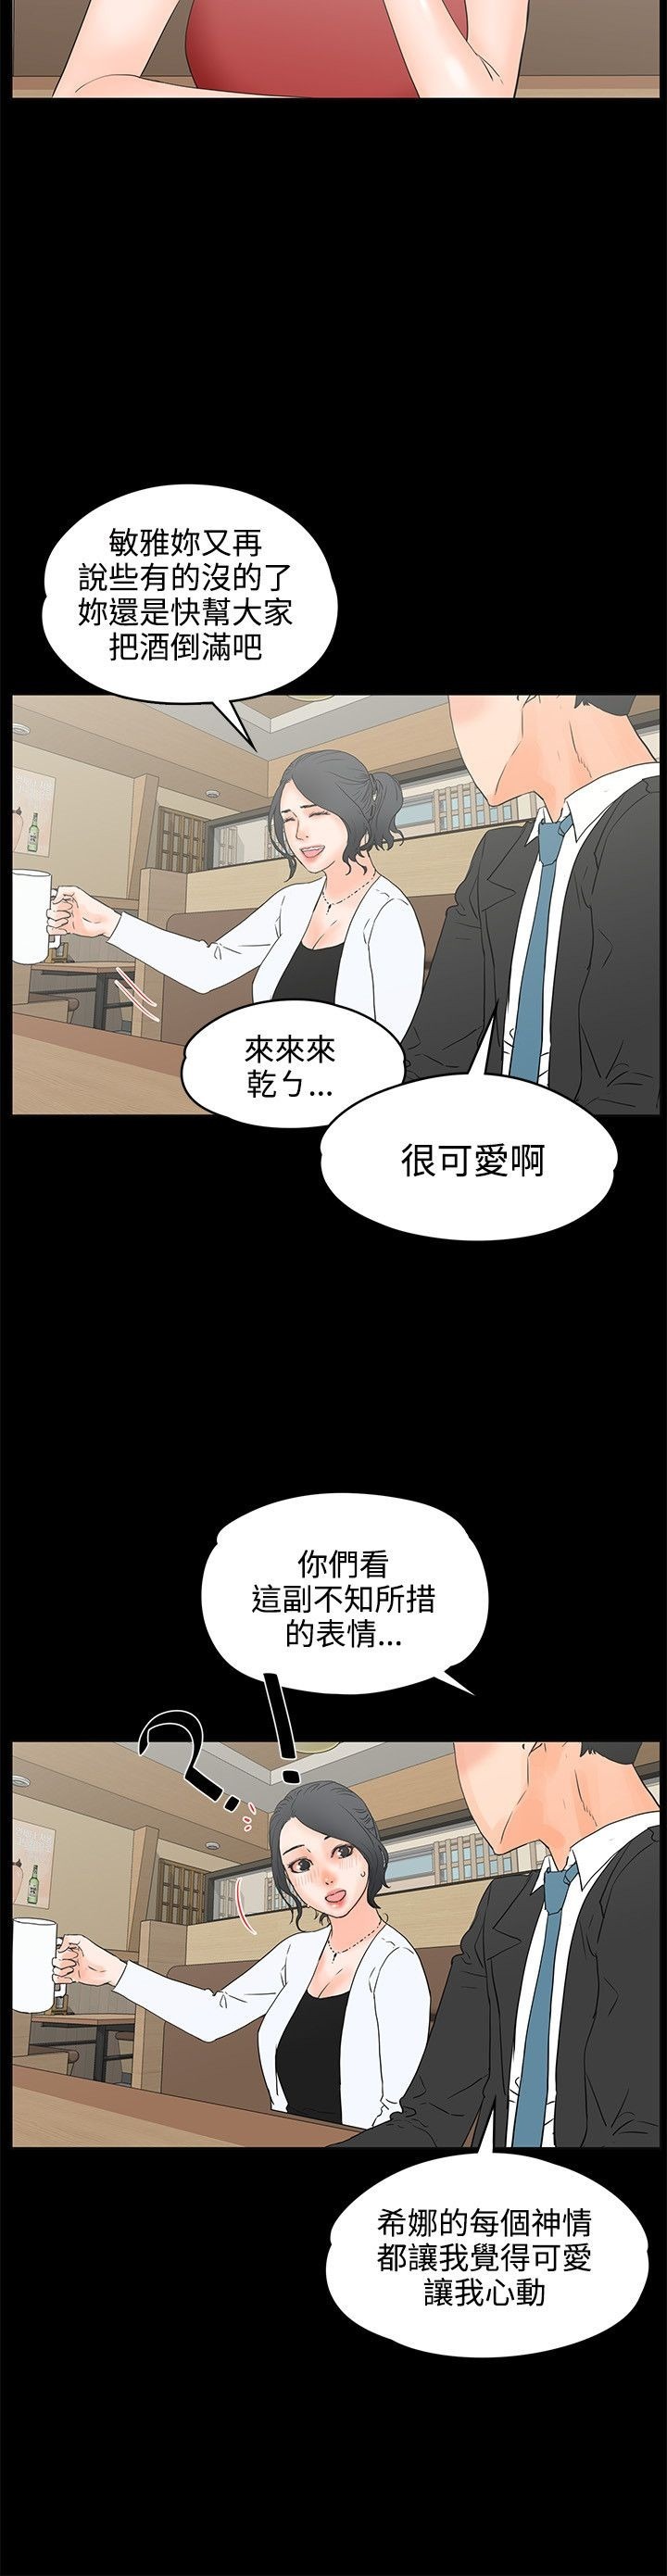 敏雅妳又再
說些有的沒的了
妳還是快幫大家
把酒倒滿吧
來來來
乾ㄅ...
很可愛啊
你們看
這副不知所措
的表情...
?!
希娜的每個神情
都讓我覺得可愛
讓我心動